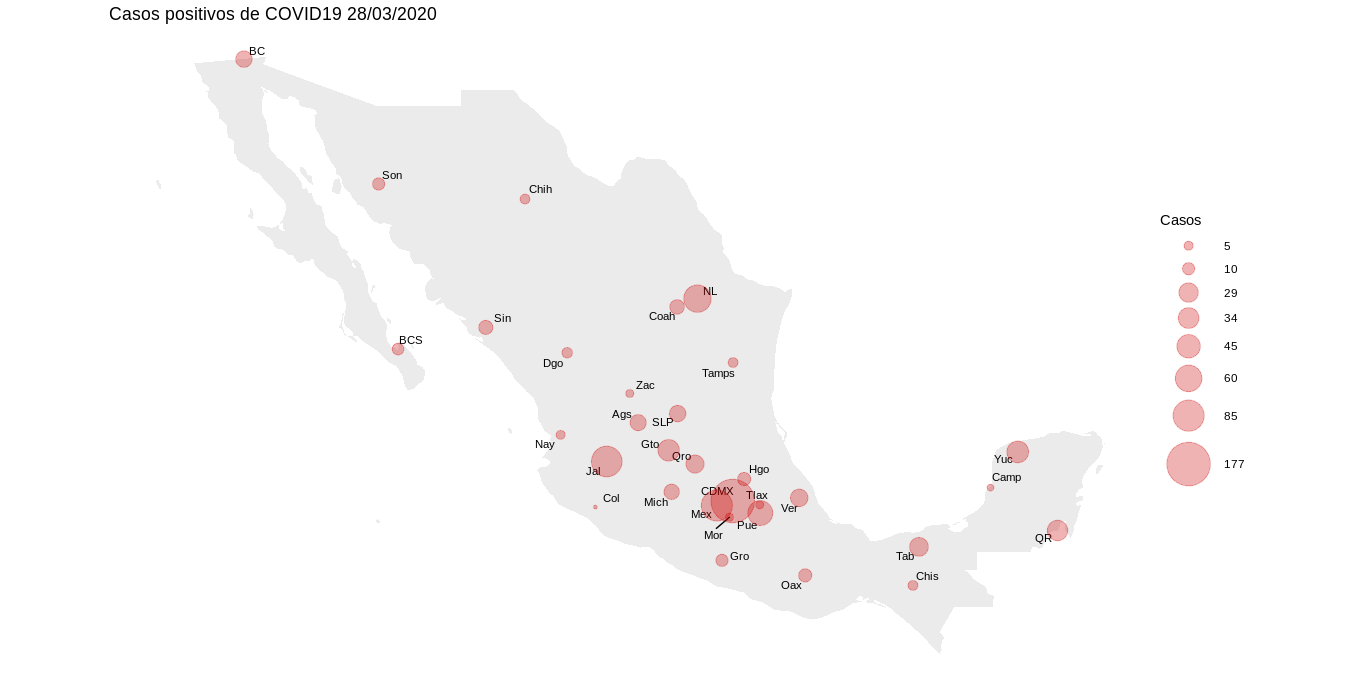 Casos positivos de COVID19 28/03/2020
BC
Son
Chih
NL
Coah
Sin
BCS
Dgo
Tamps
Zac
Ags
SLP
Nay
Gto
Qro
Jal
Hgo
Yuc
Camp
Col
Mich
CDMX
Tlax
Mex
Pue
Ver
Mor
QR
Gro
Tab
Oax
Chis
Casos
5
10
29
34
45
60
85
177